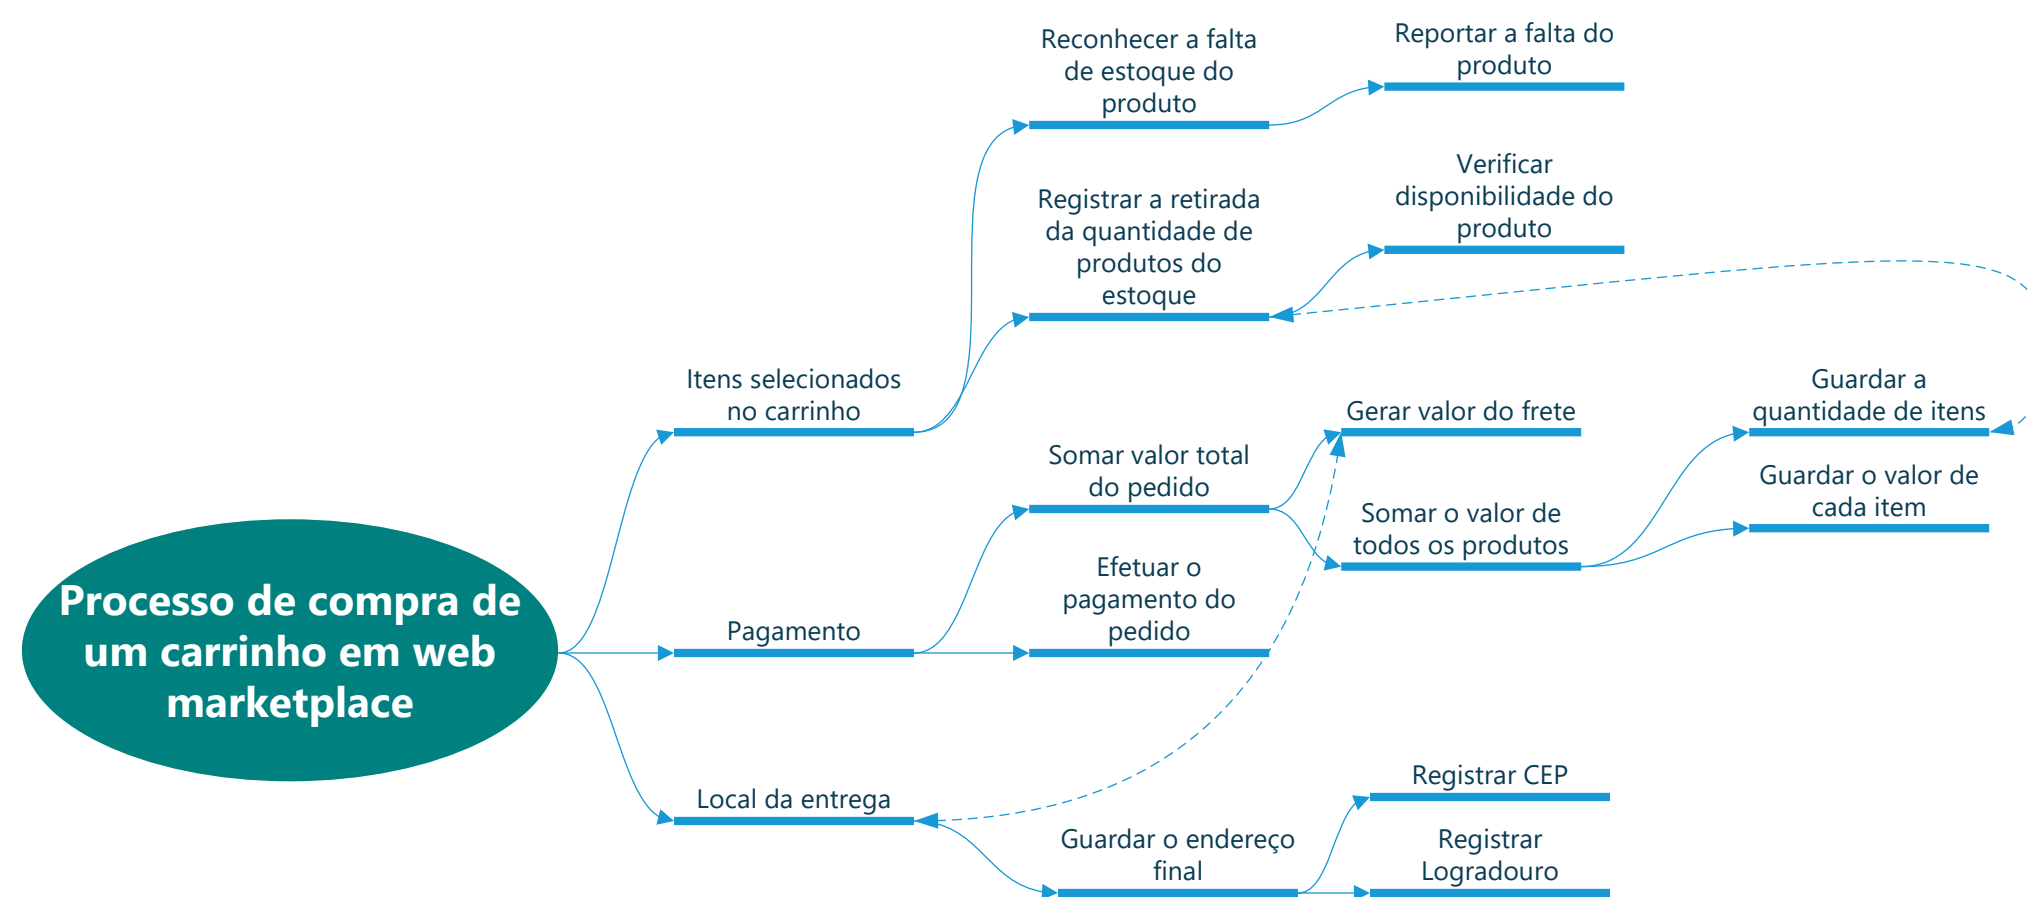 Reconhecer a falta
de estoque do
produto
Reportar a falta do
produto
Registrar a retirada
da quantidade de
produtos do
estoque
Verificar
disponibilidade do
produto
Itens selecionados
no carrinho
Somar valor total
do pedido
Gerar valor do frete
Guardar a
quantidade de itens
Somar o valor de
todos os produtos
Guardar o valor de
cada item
Efetuar o
pagamento do
pedido
Processo de compra de
um carrinho em web
marketplace
Pagamento
Local da entrega
Guardar o endereço
final
Registrar CEP
Registrar
Logradouro